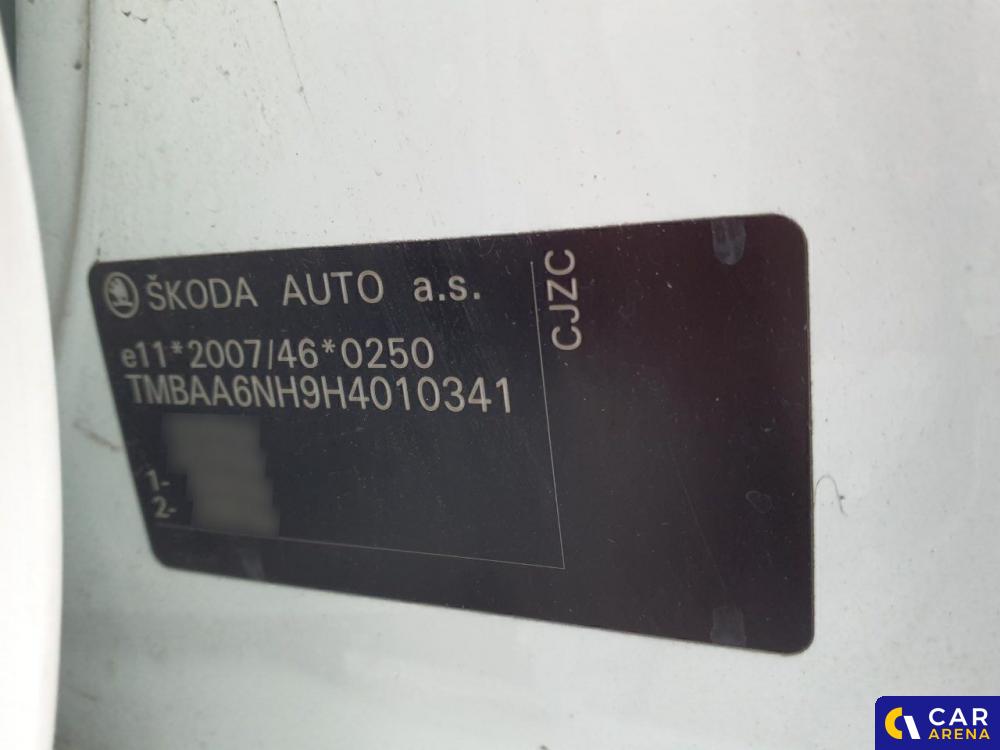 ŠKODA AUTO a.s.
e11*2007/46*0250
TMBAA6NH9H4010341
1-
2-
CJZC
CAR
ARENA